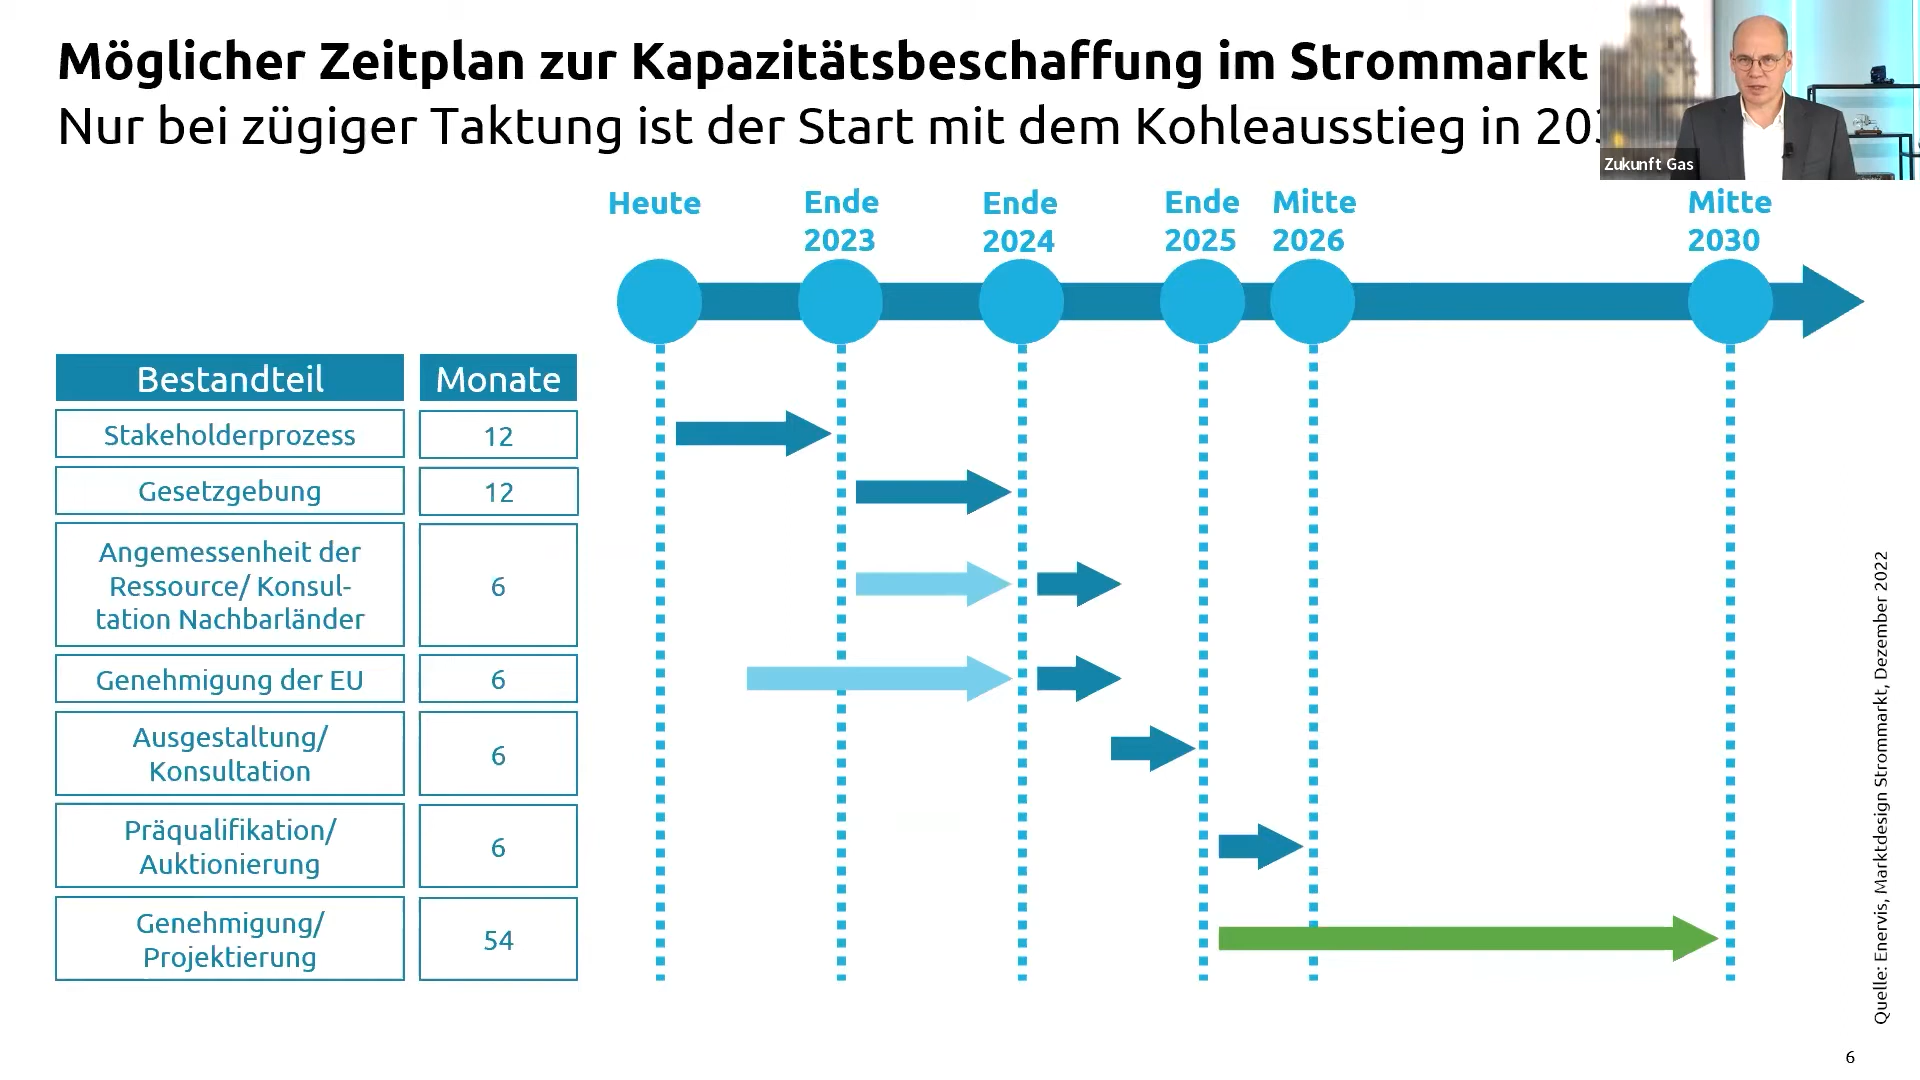 Möglicher Zeitplan zur Kapazitätsbeschaffung im Strommarkt
Nur bei zügiger Taktung ist der Start mit dem Kohleausstieg in
Zukunft Gas
Heute
Ende
2023
Ende
2024
Ende
2025
Mitte
2026
Mitte
2030
Bestandteil
Monate
Stakeholderprozess
12
Gesetzgebung
12
Angemessenheit der
Ressource/ Konsul-
tation Nachbarländer
6
Genehmigung der EU
6
Ausgestaltung/
Konsultation
6
Präqualifikation/
Auktionierung
6
Genehmigung/
Projektierung
54
Quelle: Enervis, Marktdesign Strommarkt, Dezember 2022
6